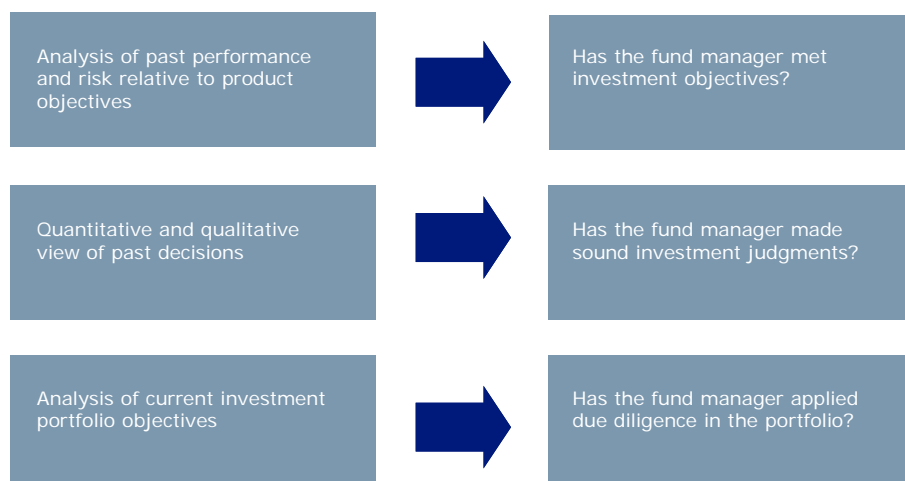 Analysis of past performance
and risk relative to product
objectives
Has the fund manager met
investment objectives?
Quantitative and qualitative
view of past decisions
Has the fund manager made
sound investment judgments?
Analysis of current investment
portfolio objectives
Has the fund manager applied
due diligence in the portfolio?